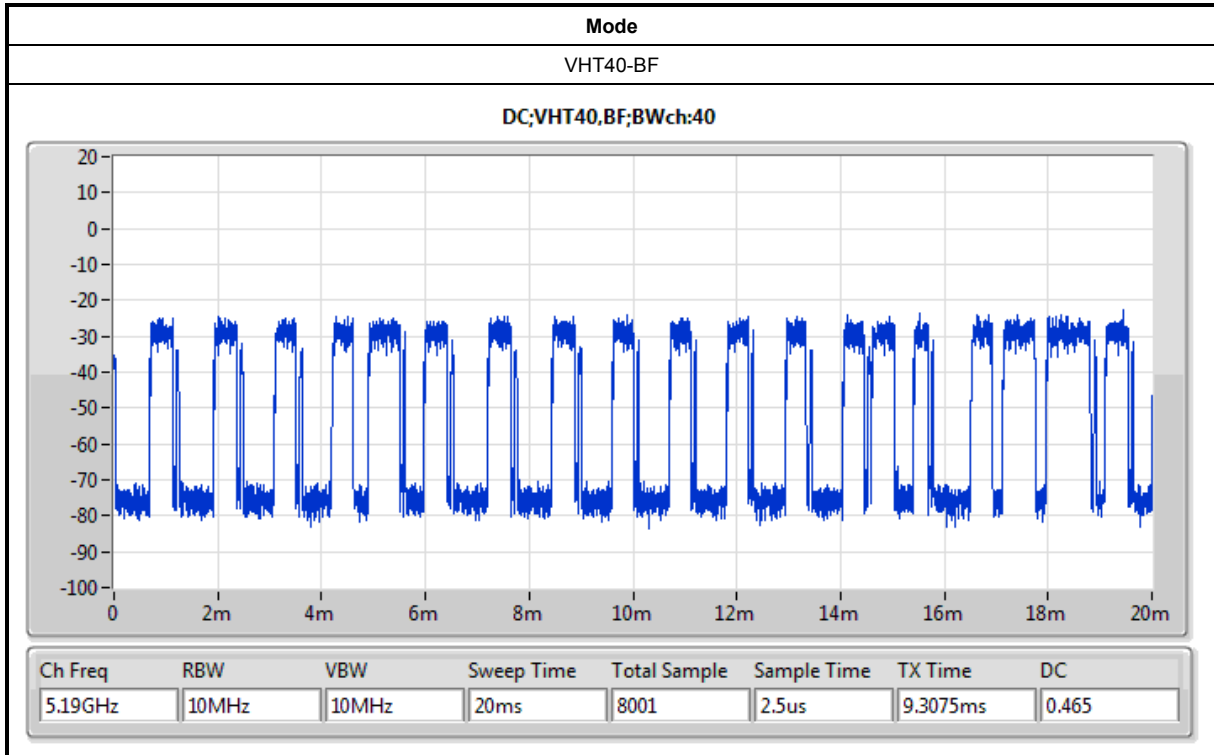 Mode
VHT40-BF
DC;VHT40,BF;BWch:40
20
10
0
-10
-20
-30
-40
-50
-60
-70
-80
-90
-100
0 2m 4m 6m 8m 10m 12m 14m 16m 18m 20m
Ch Freq RBW VBW Sweep Time Total Sample Sample Time TX Time DC
5.19GHz 10MHz 10MHz 20ms 8001 2.5us 9.3075ms 0.465